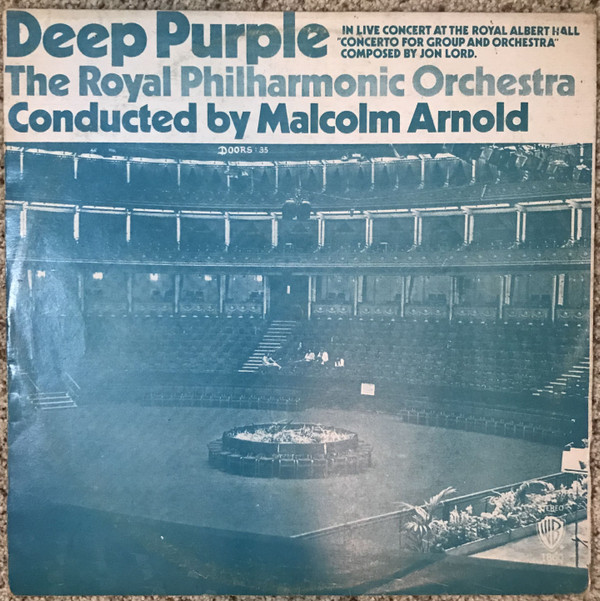 Deep Purple
IN LIVE CONCERT AT THE ROYAL ALBERT HALL
"CONCERTO FOR GROUP AND ORCHESTRA"
COMPOSED BY JON LORD.
The Royal Philharmonic Orchestra
Conducted by Malcolm Arnold
DOORS : 35
STEREO
WB